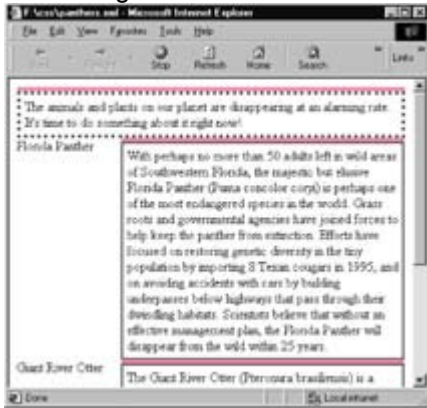 F:\css\panthers.xml - Microsoft Internet Explorer
File Edit View Favorites Tools Help
Stop Refresh Home Search Links
The animals and plants on our planet are disappearing at an alarming rate.
It's time to do something about it right now!
Florida Panther
With perhaps no more than 50 adults left in wild areas
of Southwestern Florida, the majestic but elusive
Florida Panther (Puma concolor coryi) is perhaps one
of the most endangered species in the world. Grass
roots and governmental agencies have joined forces to
help keep the panther from extinction. Efforts have
focused on restoring genetic diversity in the tiny
population by importing 8 Texan cougars in 1995, and
on avoiding accidents with cars by building
underpasses below highways that pass through their
dwindling habitats. Scientists believe that without an
effective management plan, the Florida Panther will
disappear from the wild within 25 years.
Giant River Otter
The Giant River Otter (Pteronura brasiliensis) is a
Done
Local intranet